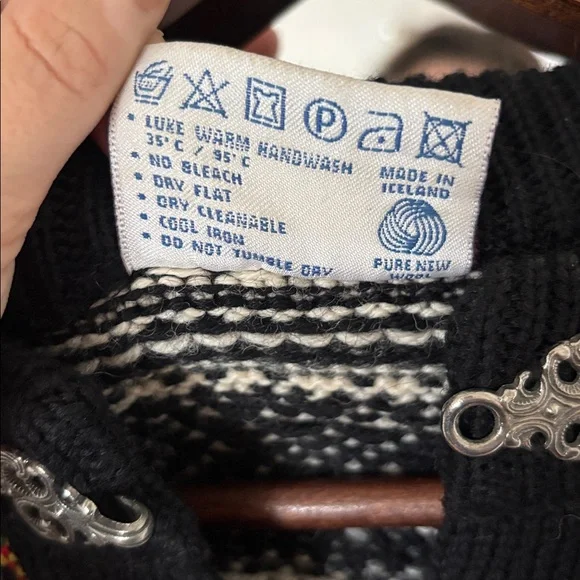 P
• LUKE WARM HANDWASH
35°C / 95°C
• NO BLEACH
• DRY FLAT
• DRY CLEANABLE
• COOL IRON
• DO NOT TUMBLE DRY
MADE IN
ICELAND
PURE NEW
WOOL